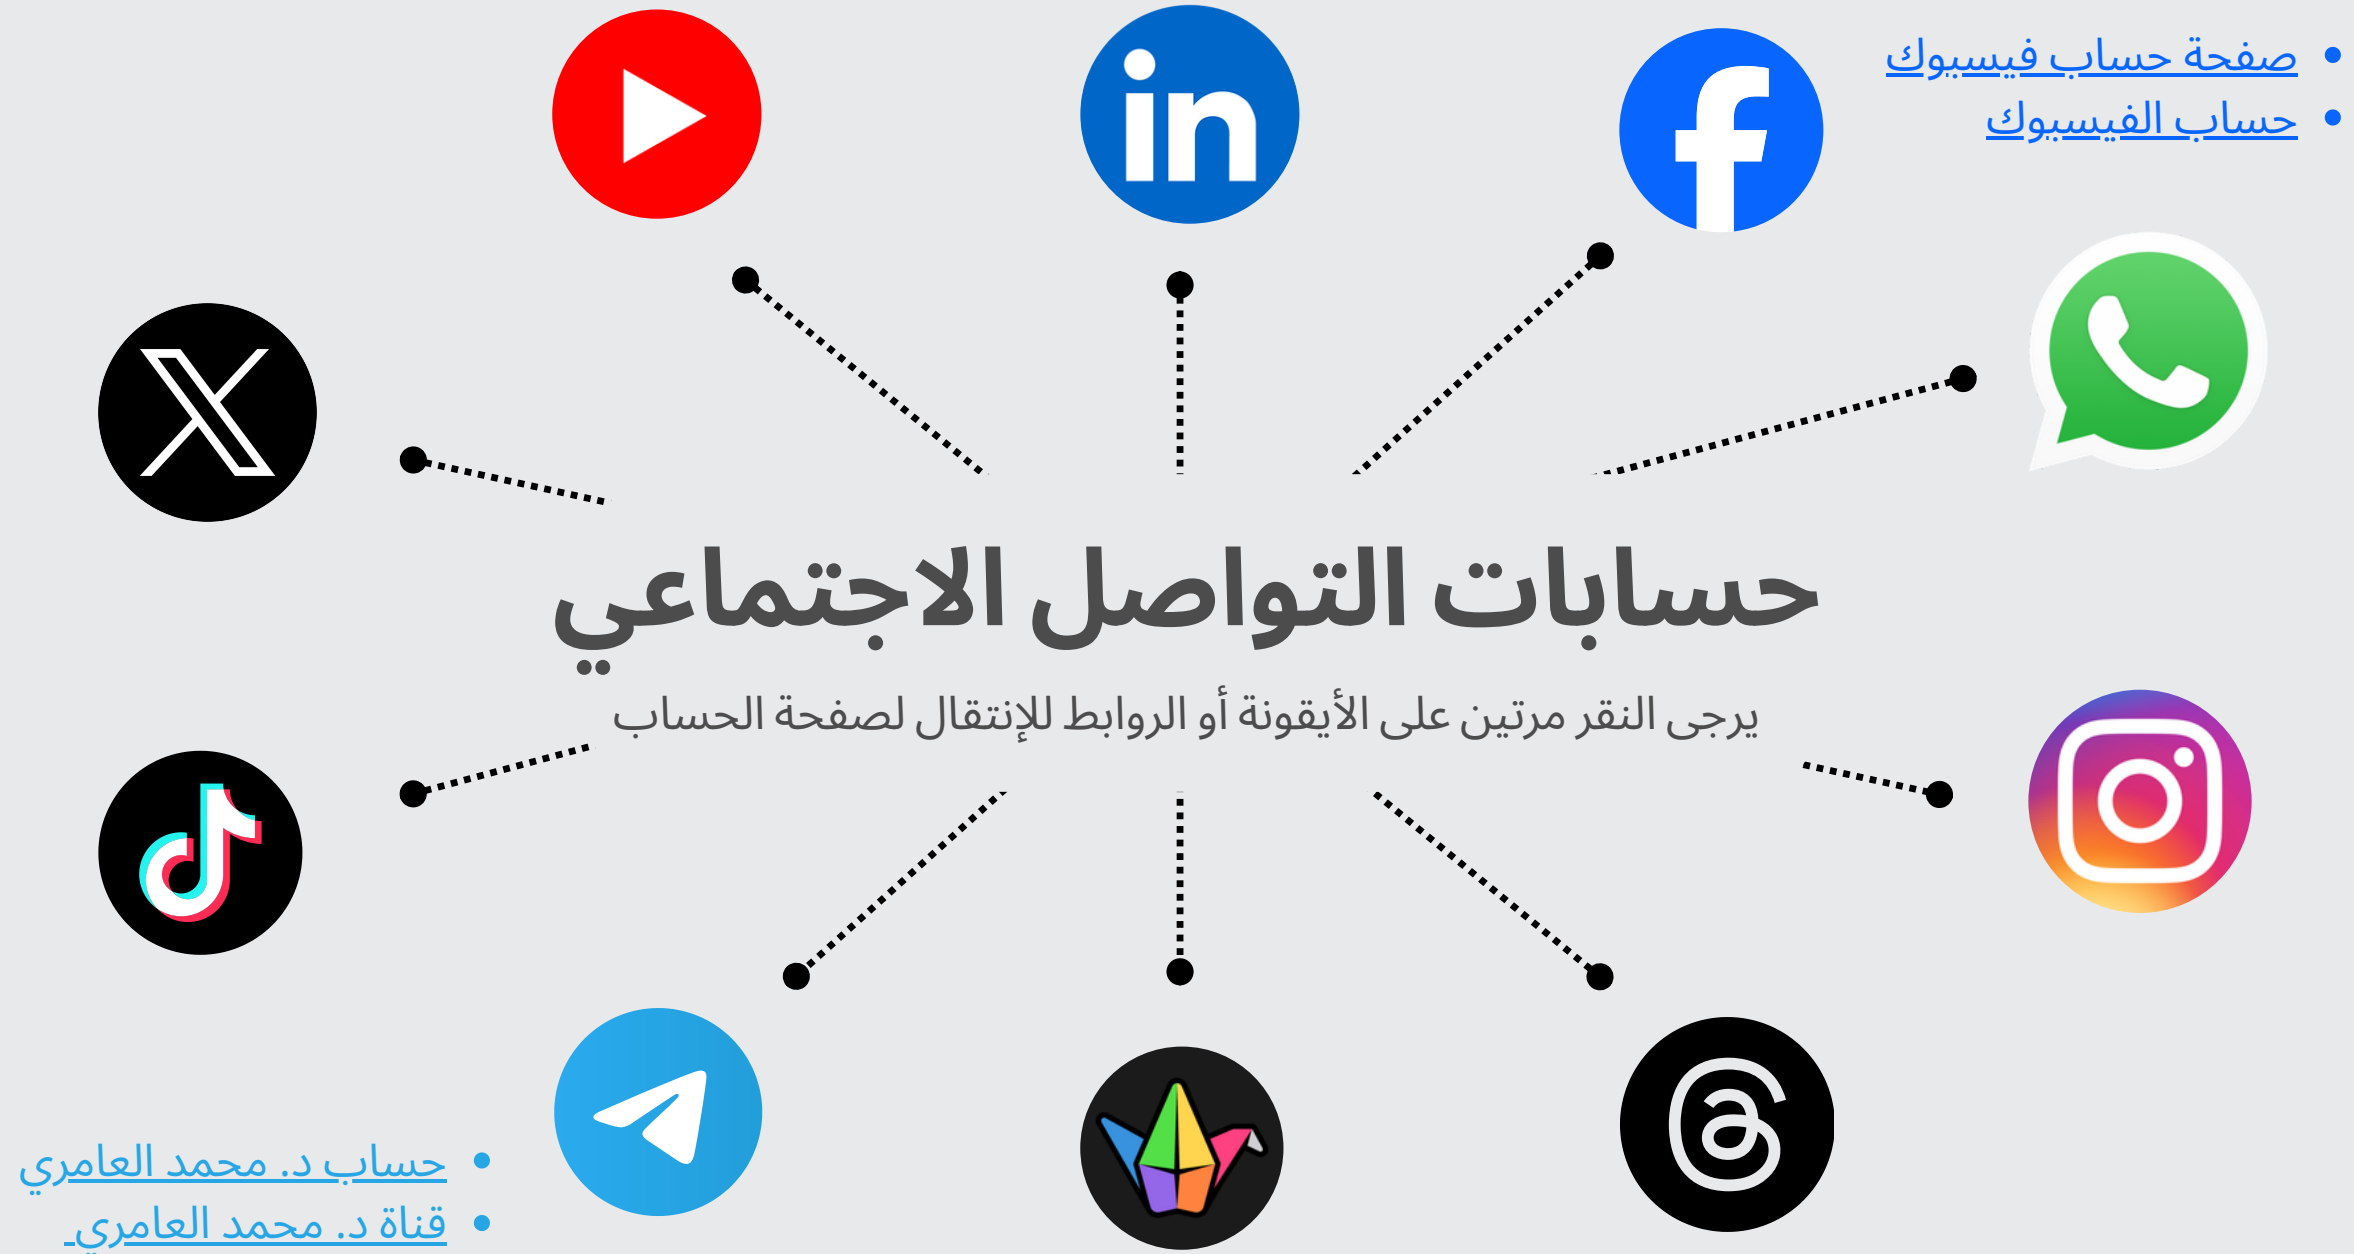 صفحة حساب فيسبوك
حساب الفيسبوك
حسابات التواصل الاجتماعي
يرجى النقر مرتين على الأيقونة أو الروابط للإنتقال لصفحة الحساب
حساب د. محمد العامري
قناة د. محمد العامري